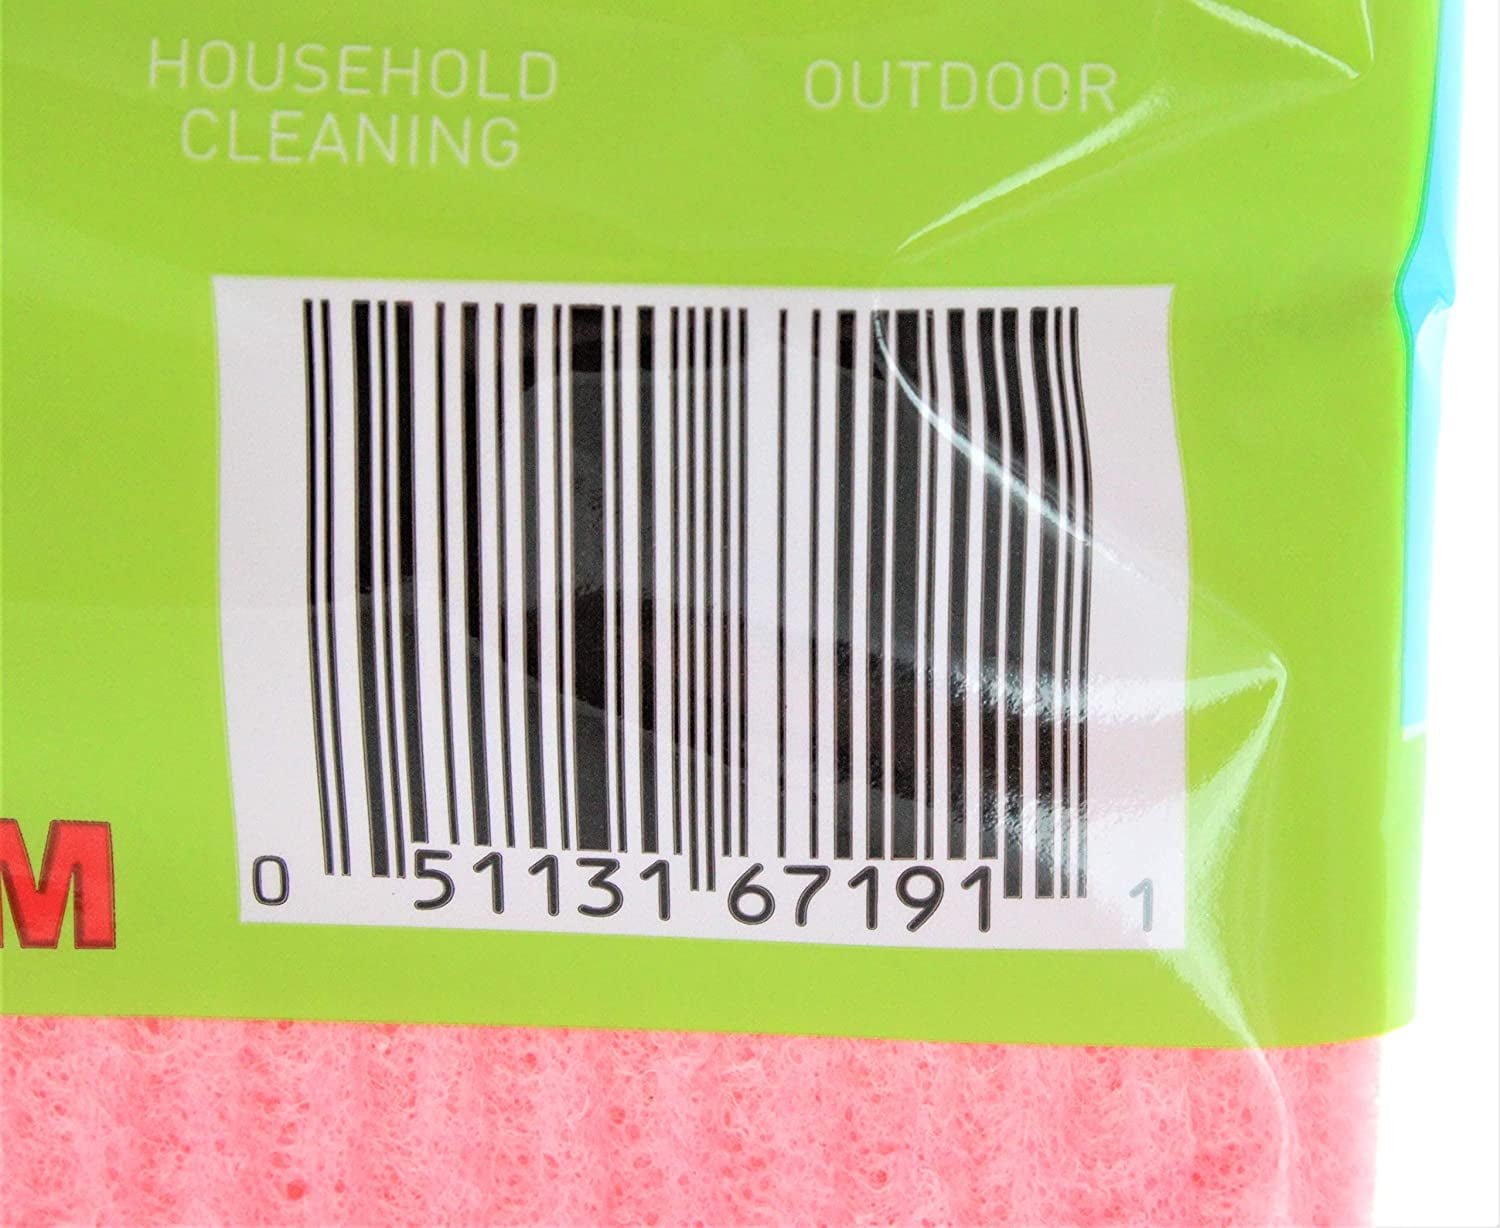 HOUSEHOLD
CLEANING
OUTDOOR
M
0 51131 67191 1